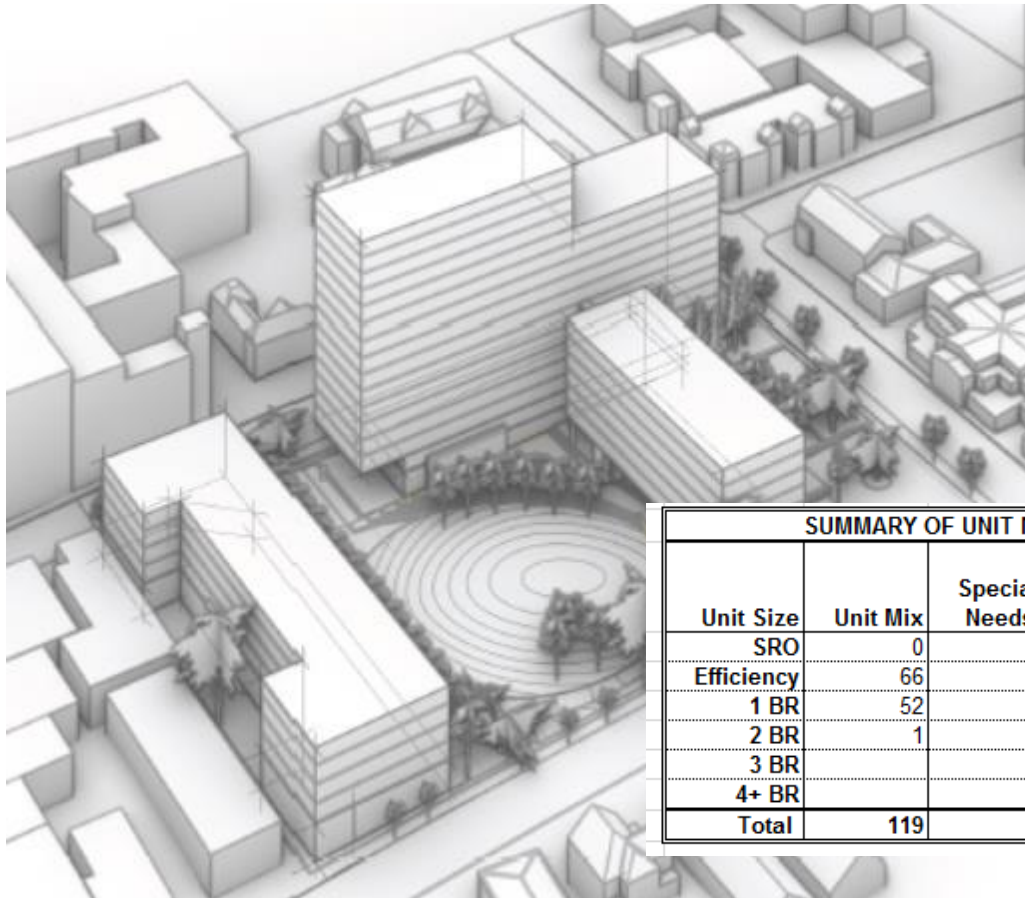 SUMMARY OF UNIT
Unit Size Unit Mix
SRO 0
Efficiency 66
1 BR 52
2 BR 1
3 BR
4+ BR
Total 119